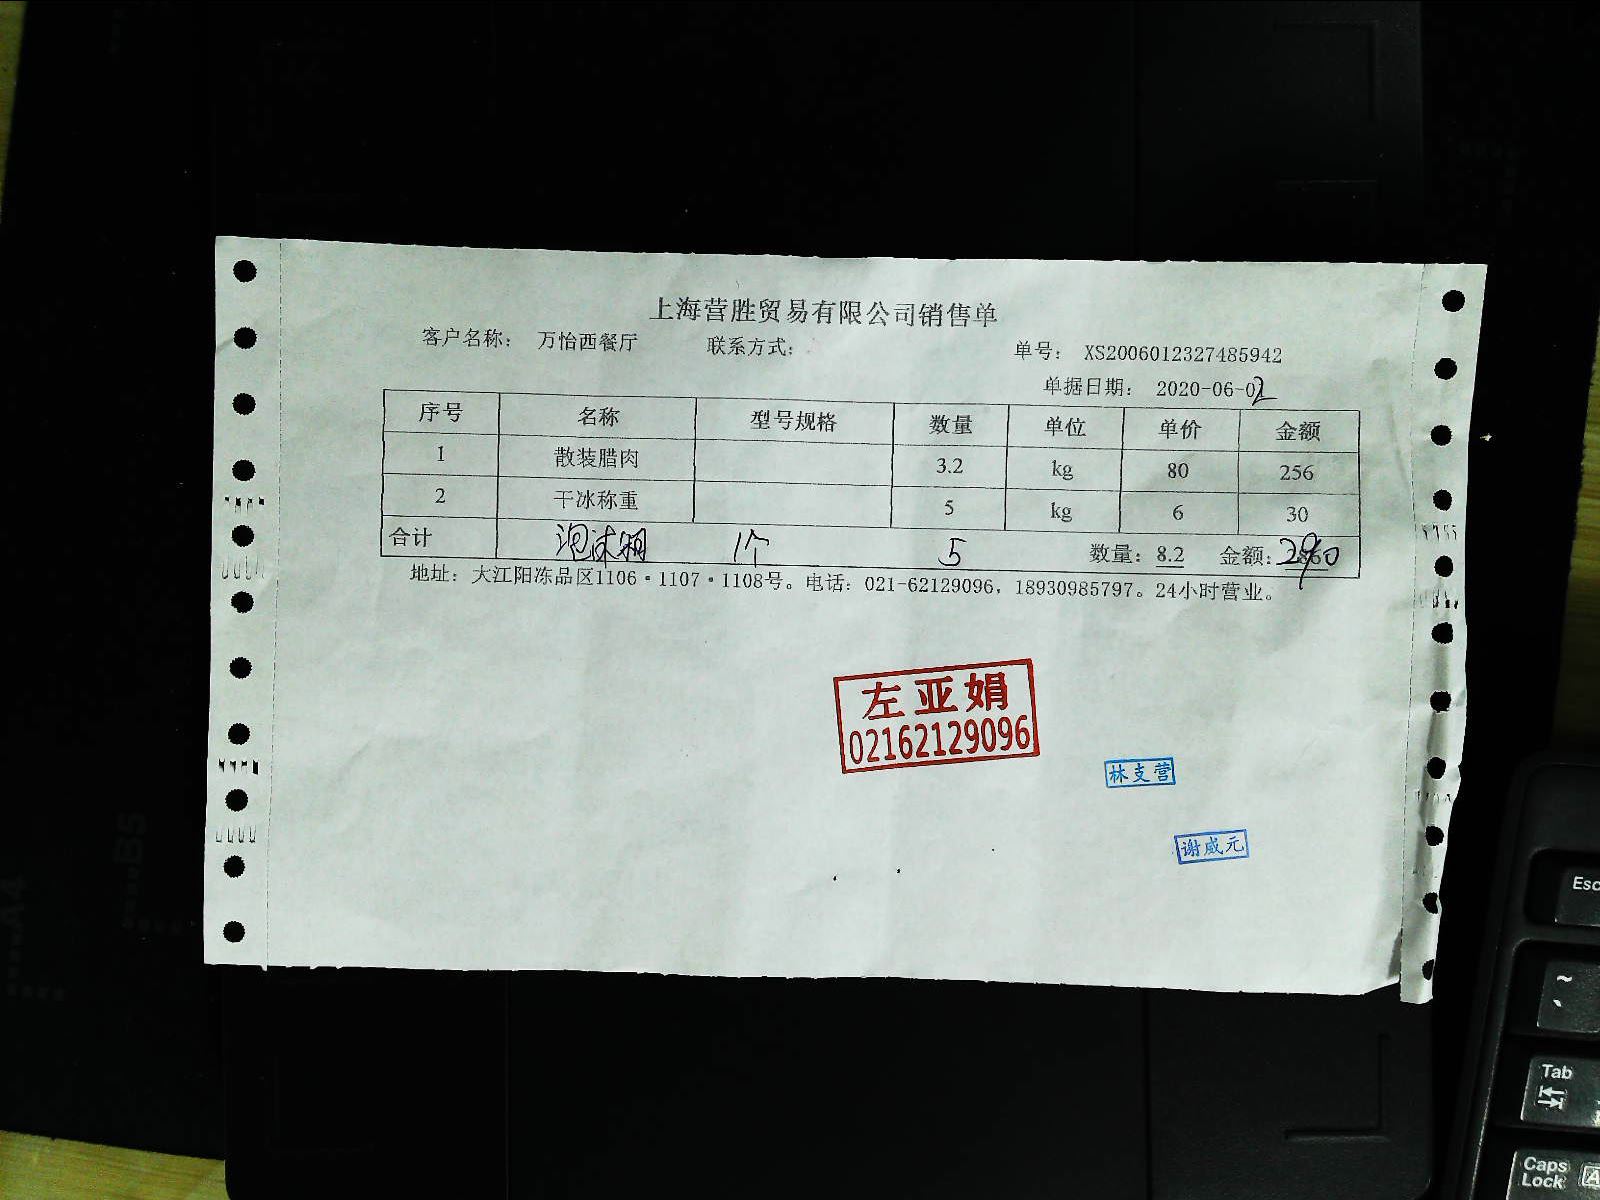 上海营胜贸易有限公司销售单
客户名称： 万怡西餐厅 联系方式： 单号： XS2006012327485942
单据日期： 2020-06-02
序号 名称 型号规格 数量 单位 单价 金额
1 散装腊肉 3.2 kg 80 256
2 干冰称重 5 kg 6 30
合计 泡沫箱 1个 5 数量：8.2 金额：290
地址：大江阳冻品区1106·1107·1108号。电话：021-62129096，18930985797。24小时营业。
左亚娟
02162129096
林支营
谢威元
B5
A4
Esc
~
Tab
Caps
Lock
A